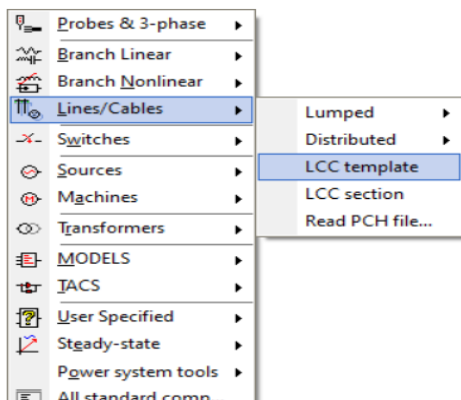 Probes & 3-phase
Branch Linear
Branch Nonlinear
Lines/Cables
Switches
Sources
Machines
Transformers
MODELS
TACS
User Specified
Steady-state
Power system tools
All standard comp...
Lumped
Distributed
LCC template
LCC section
Read PCH file...